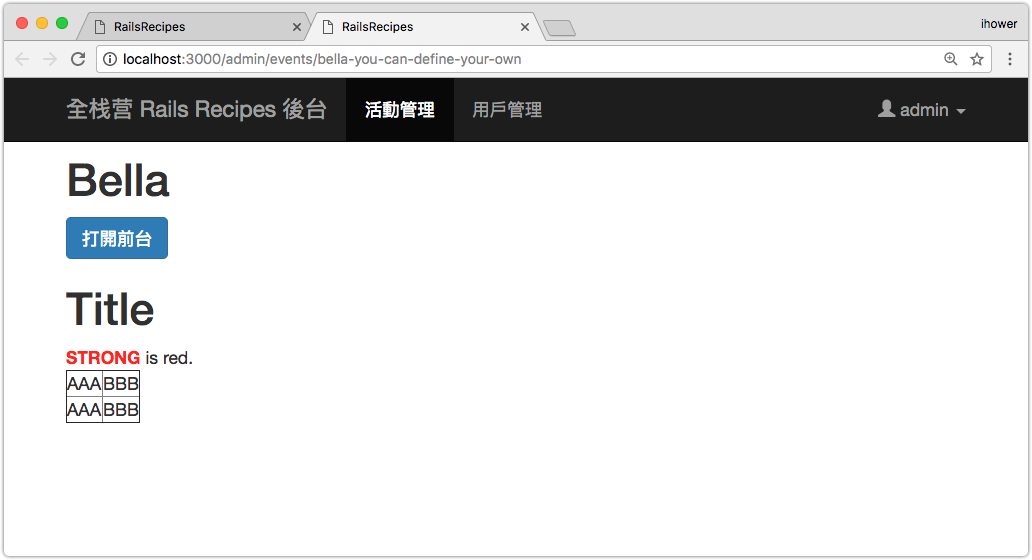 RailsRecipes
RailsRecipes
ihower
localhost:3000/admin/events/bella-you-can-define-your-own
全栈营 Rails Recipes 後台 活動管理 用戶管理 admin
Bella
打開前台
Title
STRONG is red.
AAA BBB
AAA BBB